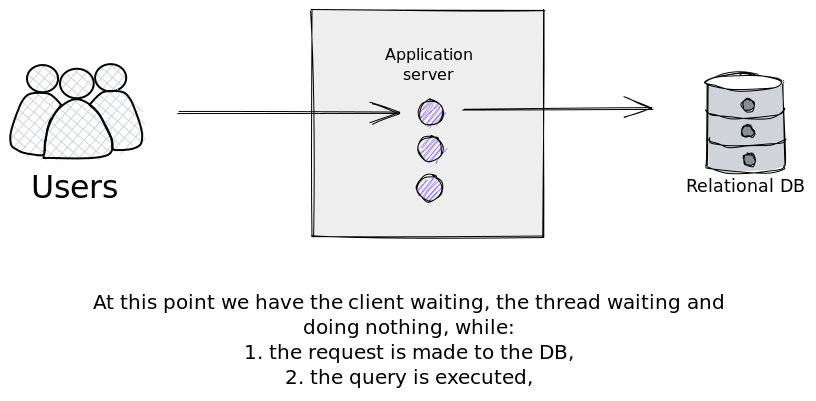 Application
server
Users
Relational DB
At this point we have the client waiting, the thread waiting and
doing nothing, while:
1. the request is made to the DB,
2. the query is executed,